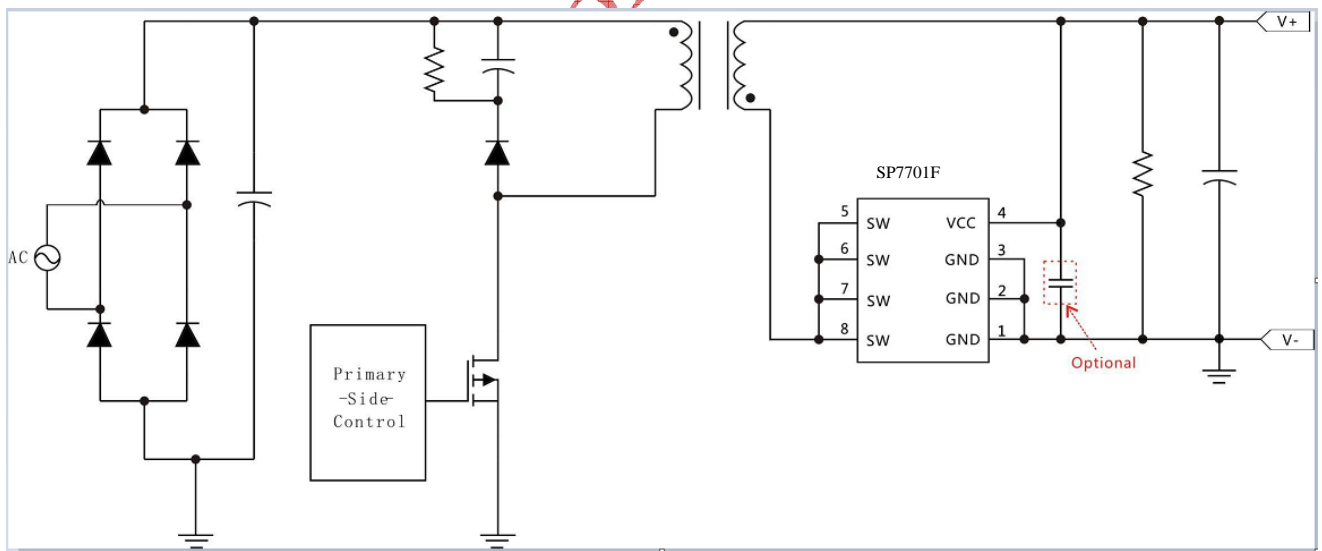 V+
SP7701F
5 SW VCC 4
6 SW GND 3
AC
7 SW GND 2
8 SW GND 1
V-
Optional
Primary
-Side-
Control